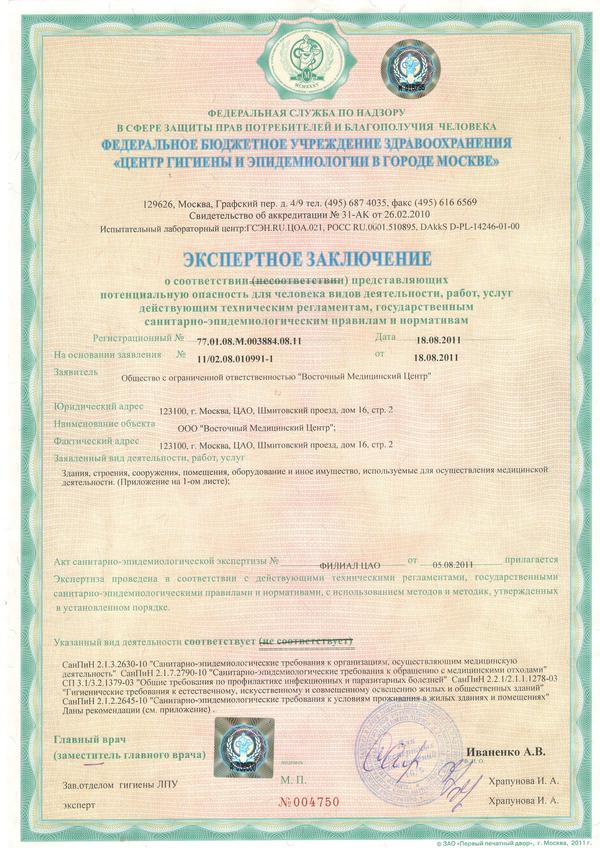 MCMXXXV
ФЕДЕРАЛЬНАЯ СЛУЖБА ПО НАДЗОРУ
В СФЕРЕ ЗАЩИТЫ ПРАВ ПОТРЕБИТЕЛЕЙ И БЛАГОПОЛУЧИЯ ЧЕЛОВЕКА
ФЕДЕРАЛЬНОЕ БЮДЖЕТНОЕ УЧРЕЖДЕНИЕ ЗДРАВООХРАНЕНИЯ
«ЦЕНТР ГИГИЕНЫ И ЭПИДЕМИОЛОГИИ В ГОРОДЕ МОСКВЕ»
129626, Москва, Графский пер. д. 4/9 тел. (495) 687 4035, факс (495) 616 6569
Свидетельство об аккредитации № 31-АК от 26.02.2010
Испытательный лабораторный центр:ГСЭН.RU.ЦОА.021, РОСС RU.0001.510895, DAkkS D-PL-14246-01-00
ЭКСПЕРТНОЕ ЗАКЛЮЧЕНИЕ
о соответствии (несоответствии) представляющих
потенциальную опасность для человека видов деятельности, работ, услуг
действующим техническим регламентам, государственным
санитарно-эпидемиологическим правилам и нормативам
Регистрационный № 77.01.08.М.003884.08.11 Дата 18.08.2011
На основании заявления № 11/02.08.010991-1 от 18.08.2011
Заявитель
Общество с ограниченной ответственностью "Восточный Медицинский Центр"
Юридический адрес 123100, г. Москва, ЦАО, Шмитовский проезд, дом 16, стр. 2
Наименование объекта ООО "Восточный Медицинский Центр";
Фактический адрес 123100, г. Москва, ЦАО, Шмитовский проезд, дом 16, стр. 2
Заявленный вид деятельности, работ, услуг
Здания, строения, сооружения, помещения, оборудование и иное имущество, используемые для осуществления медицинской
деятельности. (Приложение на 1-ом листе);
Акт санитарно-эпидемиологической экспертизы № ФИЛИАЛ ЦАО от 05.08.2011 прилагается
Экспертиза проведена в соответствии с действующими техническими регламентами, государственными
санитарно-эпидемиологическими правилами и нормативами, с использованием методов и методик, утвержденных
в установленном порядке.
Указанный вид деятельности соответствует (не соответствует)
СанПиН 2.1.3.2630-10 "Санитарно-эпидемиологические требования к организациям, осуществляющим медицинскую
деятельность" СанПиН 2.1.7.2790-10 "Санитарно-эпидемиологические требования к обращению с медицинскими отходами"
СП 3.1/3.2.1379-03 "Общие требования по профилактике инфекционных и паразитарных болезней" СанПиН 2.2.1/2.1.1.1278-03
"Гигиенические требования к естественному, искусственному и совмещенному освещению жилых и общественных зданий"
СанПиН 2.1.2.2645-10 "Санитарно-эпидемиологические требования к условиям проживания в жилых зданиях и помещениях"
Даны рекомендации (см. приложение) .
Главный врач
(заместитель главного врача) Иваненко А.В.
подпись Ф. И. О.
Зав.отделом гигиены ЛПУ М. П. Храпунова И. А.
эксперт №004750 Храпунова И. А.
© ЗАО «Первый печатный двор», г. Москва, 2011 г.